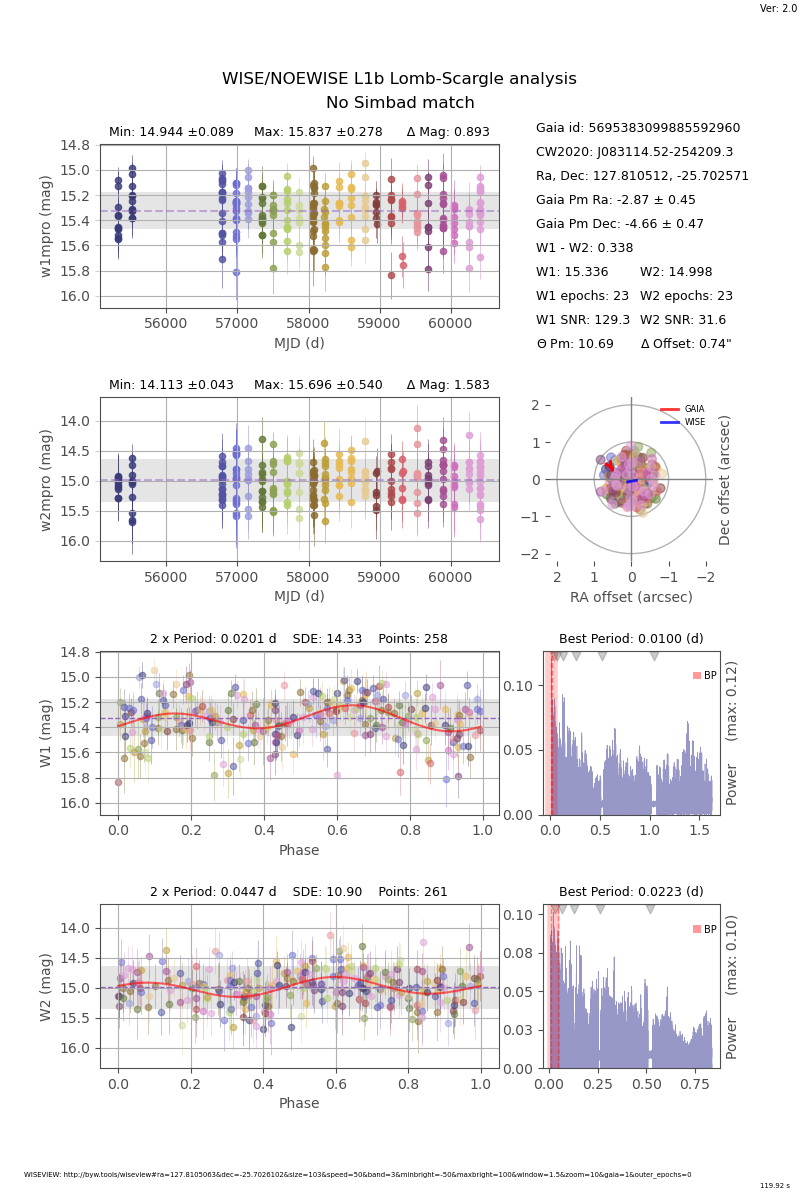 Ver: 2.0
WISE/NOEWISE L1b Lomb-Scargle analysis
No Simbad match
Min: 14.944 ±0.089 Max: 15.837 ±0.278 Δ Mag: 0.893
14.8
15.0
15.2
15.4
15.6
15.8
16.0
w1mpro (mag)
56000 57000 58000 59000 60000
MJD (d)
Gaia id: 5695383099885592960
CW2020: J083114.52-254209.3
Ra, Dec: 127.810512, -25.702571
Gaia Pm Ra: -2.87 ± 0.45
Gaia Pm Dec: -4.66 ± 0.47
W1 - W2: 0.338
W1: 15.336 W2: 14.998
W1 epochs: 23 W2 epochs: 23
W1 SNR: 129.3 W2 SNR: 31.6
Θ Pm: 10.69 Δ Offset: 0.74"
Min: 14.113 ±0.043 Max: 15.696 ±0.540 Δ Mag: 1.583
14.0
14.5
15.0
15.5
16.0
w2mpro (mag)
56000 57000 58000 59000 60000
MJD (d)
GAIA
WISE
2
1
0
−1
−2
Dec offset (arcsec)
2 1 0 −1 −2
RA offset (arcsec)
2 x Period: 0.0201 d SDE: 14.33 Points: 258
14.8
15.0
15.2
15.4
15.6
15.8
16.0
W1 (mag)
0.0 0.2 0.4 0.6 0.8 1.0
Phase
Best Period: 0.0100 (d)
BP
0.10
0.05
0.00
Power (max: 0.12)
0.0 0.5 1.0 1.5
2 x Period: 0.0447 d SDE: 10.90 Points: 261
14.0
14.5
15.0
15.5
16.0
W2 (mag)
0.0 0.2 0.4 0.6 0.8 1.0
Phase
Best Period: 0.0223 (d)
BP
0.10
0.08
0.05
0.03
0.00
Power (max: 0.10)
0.00 0.25 0.50 0.75
WISEVIEW: http://byw.tools/wiseview#ra=127.8105063&dec=-25.7026102&size=103&speed=50&band=3&minbright=-50&maxbright=100&window=1.5&zoom=10&gaia=1&outer_epochs=0
119.92 s